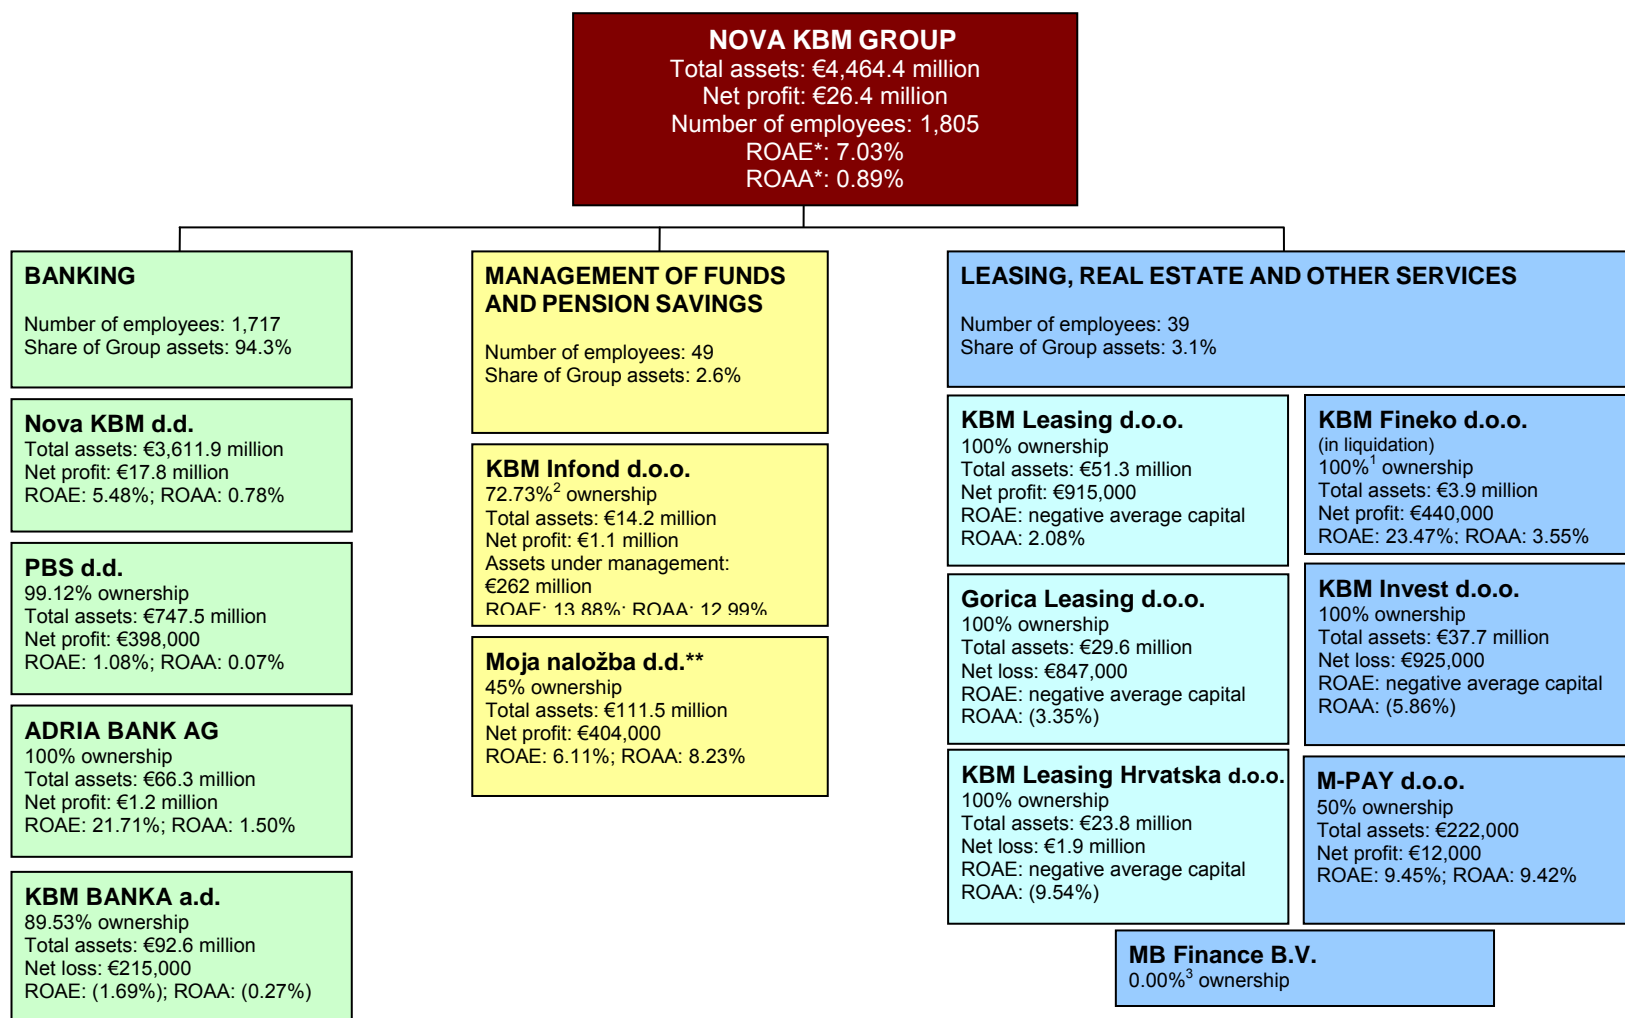 NOVA KBM GROUP
Total assets: €4,464.4 million
Net profit: €26.4 million
Number of employees: 1,805
ROAE*: 7.03%
ROAA*: 0.89%
BANKING
Number of employees: 1,717
Share of Group assets: 94.3%
Nova KBM d.d.
Total assets: €3,611.9 million
Net profit: €17.8 million
ROAE: 5.48%; ROAA: 0.78%
PBS d.d.
99.12% ownership
Total assets: €747.5 million
Net profit: €398,000
ROAE: 1.08%; ROAA: 0.07%
ADRIA BANK AG
100% ownership
Total assets: €66.3 million
Net profit: €1.2 million
ROAE: 21.71%; ROAA: 1.50%
KBM BANKA a.d.
89.53% ownership
Total assets: €92.6 million
Net loss: €215,000
ROAE: (1.69%); ROAA: (0.27%)
MANAGEMENT OF FUNDS
AND PENSION SAVINGS
Number of employees: 49
Share of Group assets: 2.6%
KBM Infond d.o.o.
72.73%² ownership
Total assets: €14.2 million
Net profit: €1.1 million
Assets under management:
€262 million
ROAE: 13.88%; ROAA: 12.99%
Moja naložba d.d.**
45% ownership
Total assets: €111.5 million
Net profit: €404,000
ROAE: 6.11%; ROAA: 8.23%
LEASING, REAL ESTATE AND OTHER SERVICES
Number of employees: 39
Share of Group assets: 3.1%
KBM Leasing d.o.o.
100% ownership
Total assets: €51.3 million
Net profit: €915,000
ROAE: negative average capital
ROAA: 2.08%
Gorica Leasing d.o.o.
100% ownership
Total assets: €29.6 million
Net loss: €847,000
ROAE: negative average capital
ROAA: (3.35%)
KBM Leasing Hrvatska d.o.o.
100% ownership
Total assets: €23.8 million
Net loss: €1.9 million
ROAE: negative average capital
ROAA: (9.54%)
KBM Fineko d.o.o.
(in liquidation)
100%¹ ownership
Total assets: €3.9 million
Net profit: €440,000
ROAE: 23.47%; ROAA: 3.55%
KBM Invest d.o.o.
100% ownership
Total assets: €37.7 million
Net loss: €925,000
ROAE: negative average capital
ROAA: (5.86%)
M-PAY d.o.o.
50% ownership
Total assets: €222,000
Net profit: €12,000
ROAE: 9.45%; ROAA: 9.42%
MB Finance B.V.
0.00%³ ownership